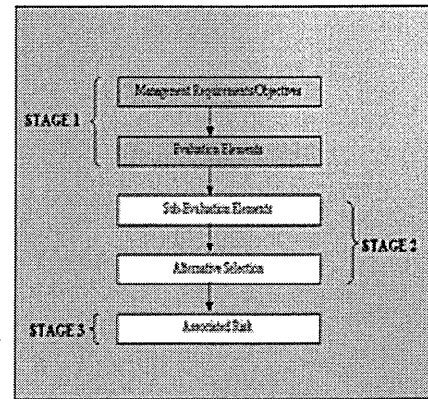 Management Requirements/Objectives
STAGE 1
Evaluation Elements
Sub-Evaluation Elements
STAGE 2
Alternative Selection
STAGE 3
Associated Risk